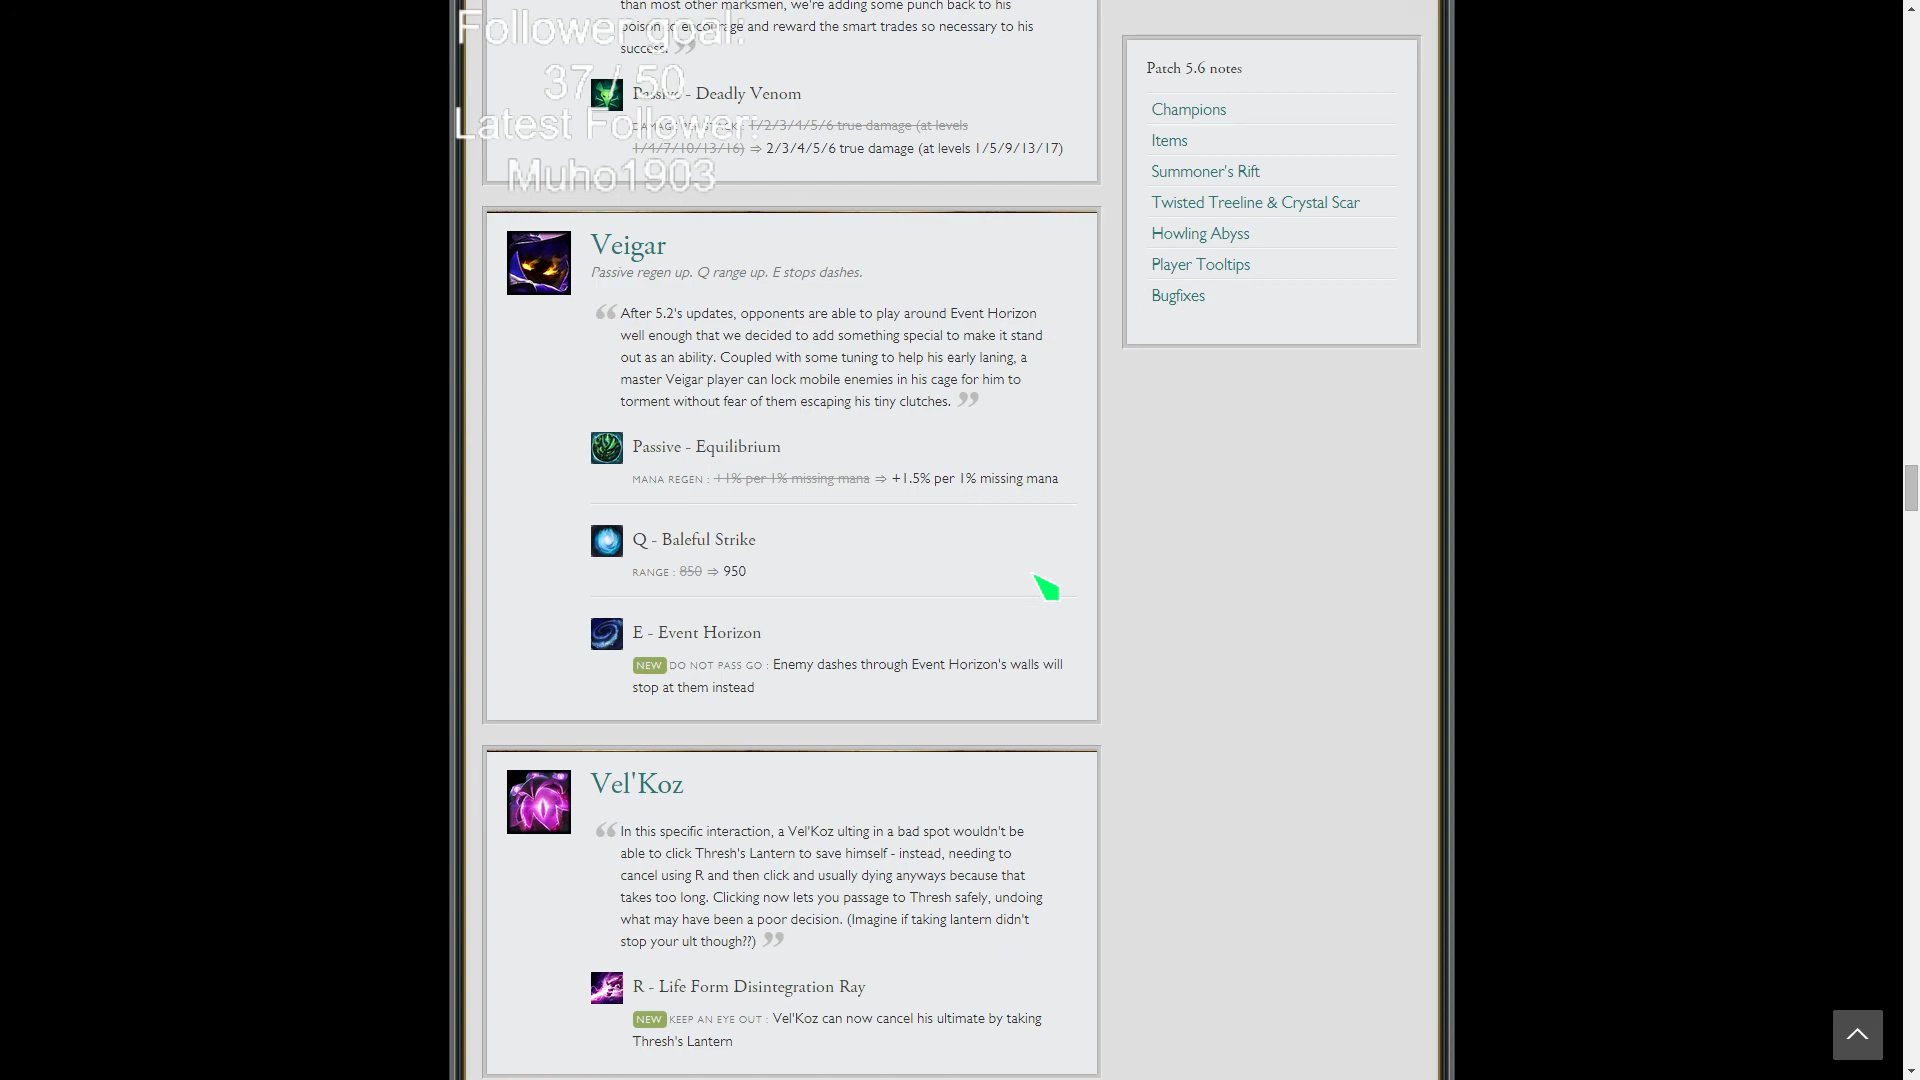 than most other marksmen, we're adding some punch back to his
poison to encourage and reward the smart trades so necessary to his
success. ”
Follower goal:
37 / 50
Latest Follower:
Muho1903
Passive - Deadly Venom
DAMAGE PER STACK : 1/2/3/4/5/6 true damage (at levels
1/4/7/10/13/16) ⇒ 2/3/4/5/6 true damage (at levels 1/5/9/13/17)
Veigar
Passive regen up. Q range up. E stops dashes.
“ After 5.2's updates, opponents are able to play around Event Horizon
well enough that we decided to add something special to make it stand
out as an ability. Coupled with some tuning to help his early laning, a
master Veigar player can lock mobile enemies in his cage for him to
torment without fear of them escaping his tiny clutches. ”
Passive - Equilibrium
MANA REGEN : +1% per 1% missing mana ⇒ +1.5% per 1% missing mana
Q - Baleful Strike
RANGE : 850 ⇒ 950
E - Event Horizon
NEW DO NOT PASS GO : Enemy dashes through Event Horizon's walls will
stop at them instead
Vel'Koz
“ In this specific interaction, a Vel'Koz ulting in a bad spot wouldn't be
able to click Thresh's Lantern to save himself - instead, needing to
cancel using R and then click and usually dying anyways because that
takes too long. Clicking now lets you passage to Thresh safely, undoing
what may have been a poor decision. (Imagine if taking lantern didn't
stop your ult though??) ”
R - Life Form Disintegration Ray
NEW KEEP AN EYE OUT : Vel'Koz can now cancel his ultimate by taking
Thresh's Lantern
Patch 5.6 notes
Champions
Items
Summoner's Rift
Twisted Treeline & Crystal Scar
Howling Abyss
Player Tooltips
Bugfixes